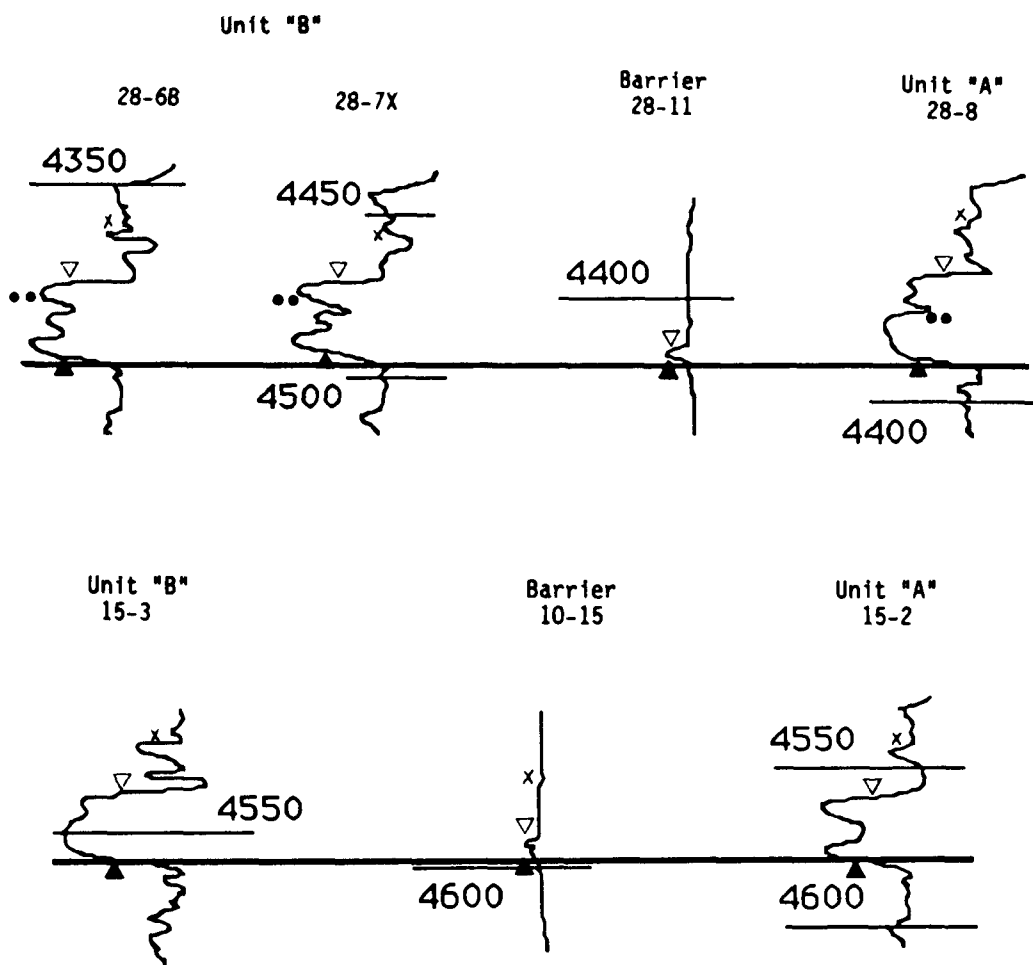 Unit "B"
28-6B
28-7X
Barrier
28-11
Unit "A"
28-8
4350
4450
4400
4500
4400
Unit "B"
15-3
Barrier
10-15
Unit "A"
15-2
x
x
x
4550
4550
x
x
x
4600
4600